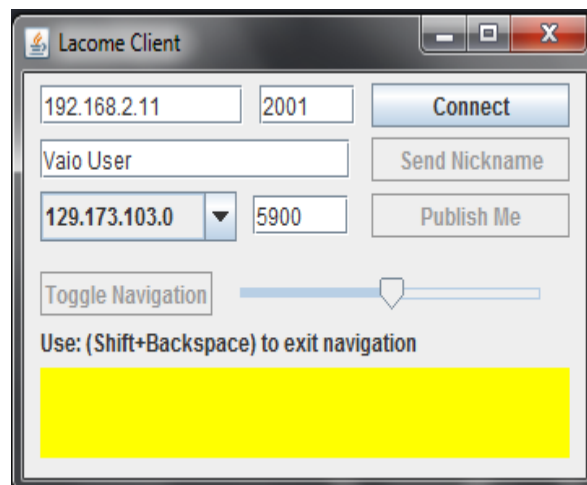 Lacome Client
192.168.2.11 2001 Connect
Vaio User Send Nickname
129.173.103.0 5900 Publish Me
Toggle Navigation
Use: (Shift+Backspace) to exit navigation